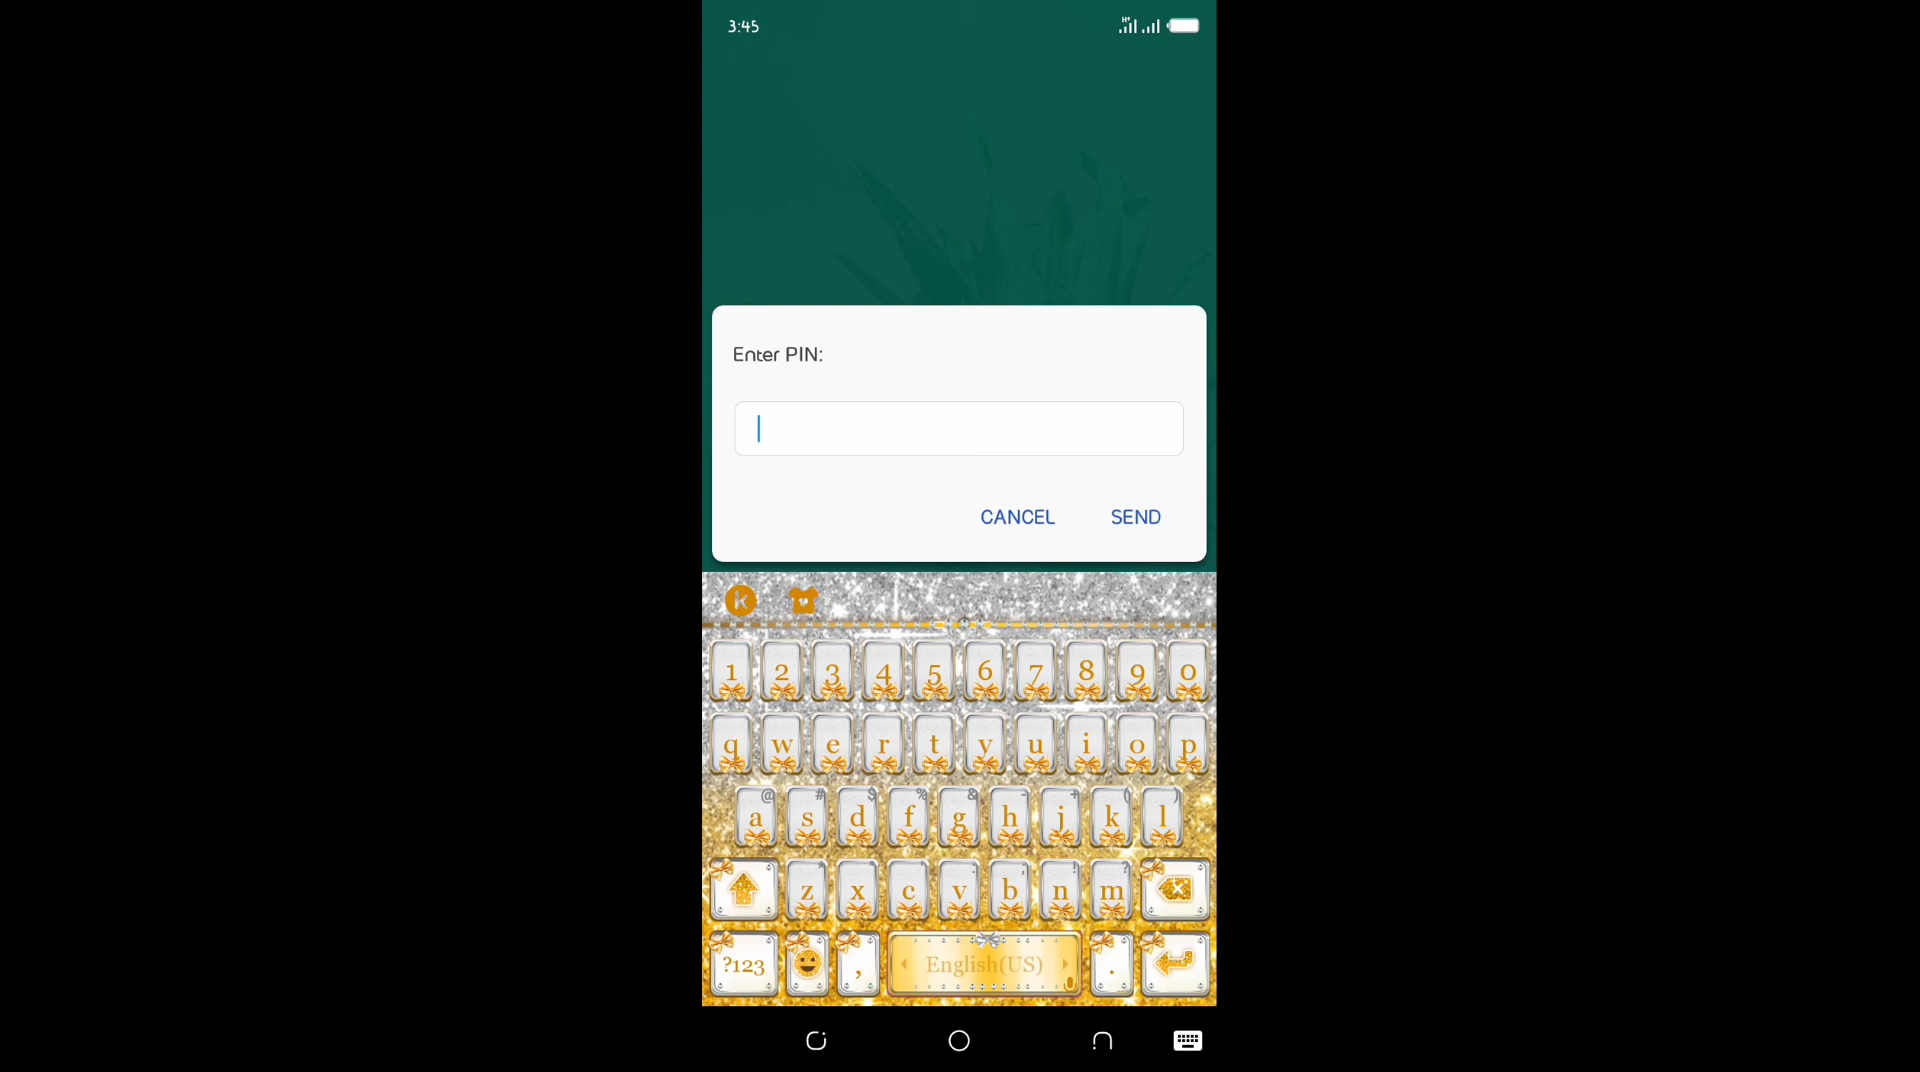 3:45
H+
Enter PIN:
CANCEL SEND
K
1 2 3 4 5 6 7 8 9 0
q w e r t y u i o p
@ # $ % & - + ( )
a s d f g h j k l
* " ' : ; ! ?
z x c v b n m
?123 , English(US) .